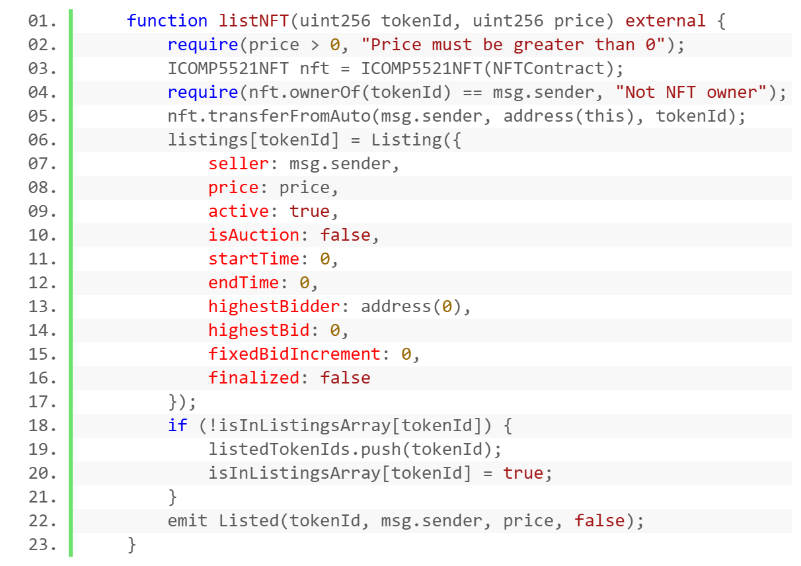 01. function listNFT(uint256 tokenId, uint256 price) external {
02. require(price > 0, "Price must be greater than 0");
03. ICOMP5521NFT nft = ICOMP5521NFT(NFTContract);
04. require(nft.ownerOf(tokenId) == msg.sender, "Not NFT owner");
05. nft.transferFromAuto(msg.sender, address(this), tokenId);
06. listings[tokenId] = Listing({
07. seller: msg.sender,
08. price: price,
09. active: true,
10. isAuction: false,
11. startTime: 0,
12. endTime: 0,
13. highestBidder: address(0),
14. highestBid: 0,
15. fixedBidIncrement: 0,
16. finalized: false
17. });
18. if (!isInListingsArray[tokenId]) {
19. listedTokenIds.push(tokenId);
20. isInListingsArray[tokenId] = true;
21. }
22. emit Listed(tokenId, msg.sender, price, false);
23. }